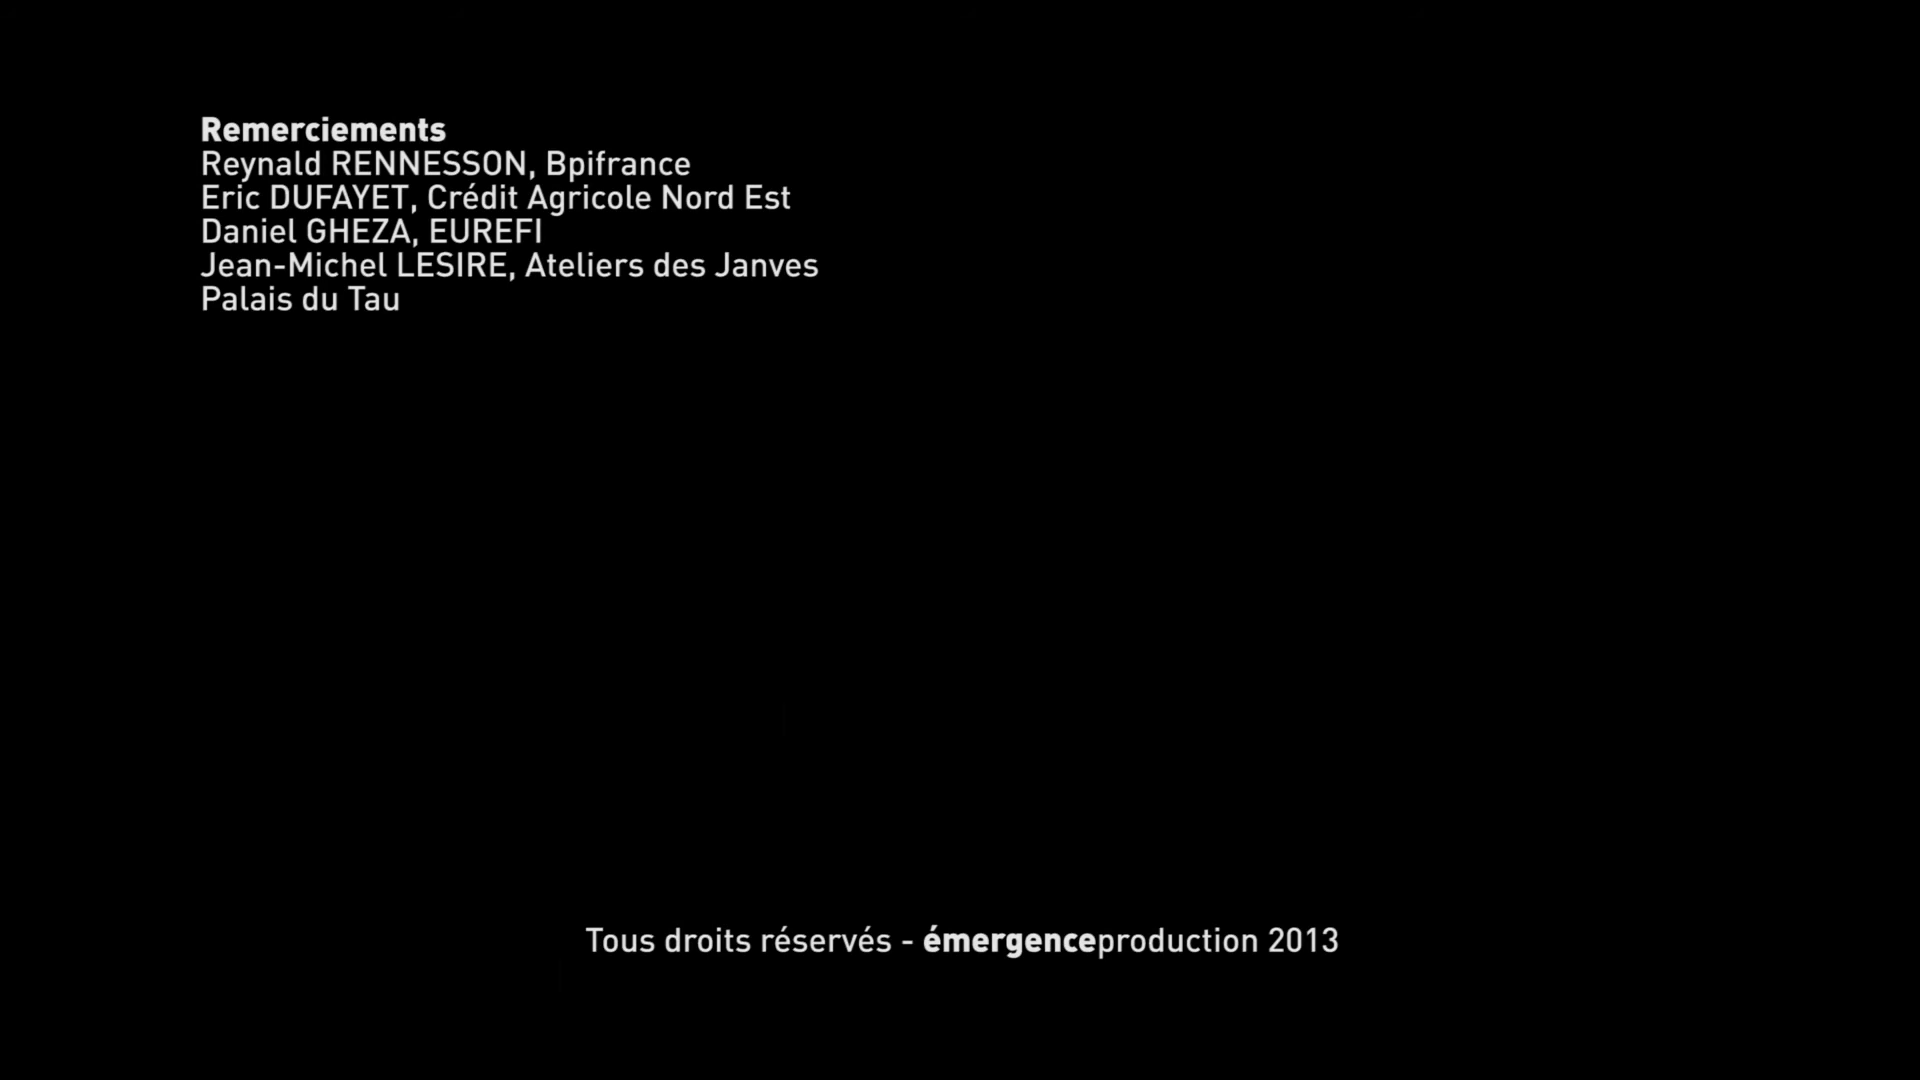 Remerciements
Reynald RENNESSON, Bpifrance
Eric DUFAYET, Crédit Agricole Nord Est
Daniel GHEZA, EUREFI
Jean-Michel LESIRE, Ateliers des Janves
Palais du Tau
Tous droits réservés - émergenceproduction 2013